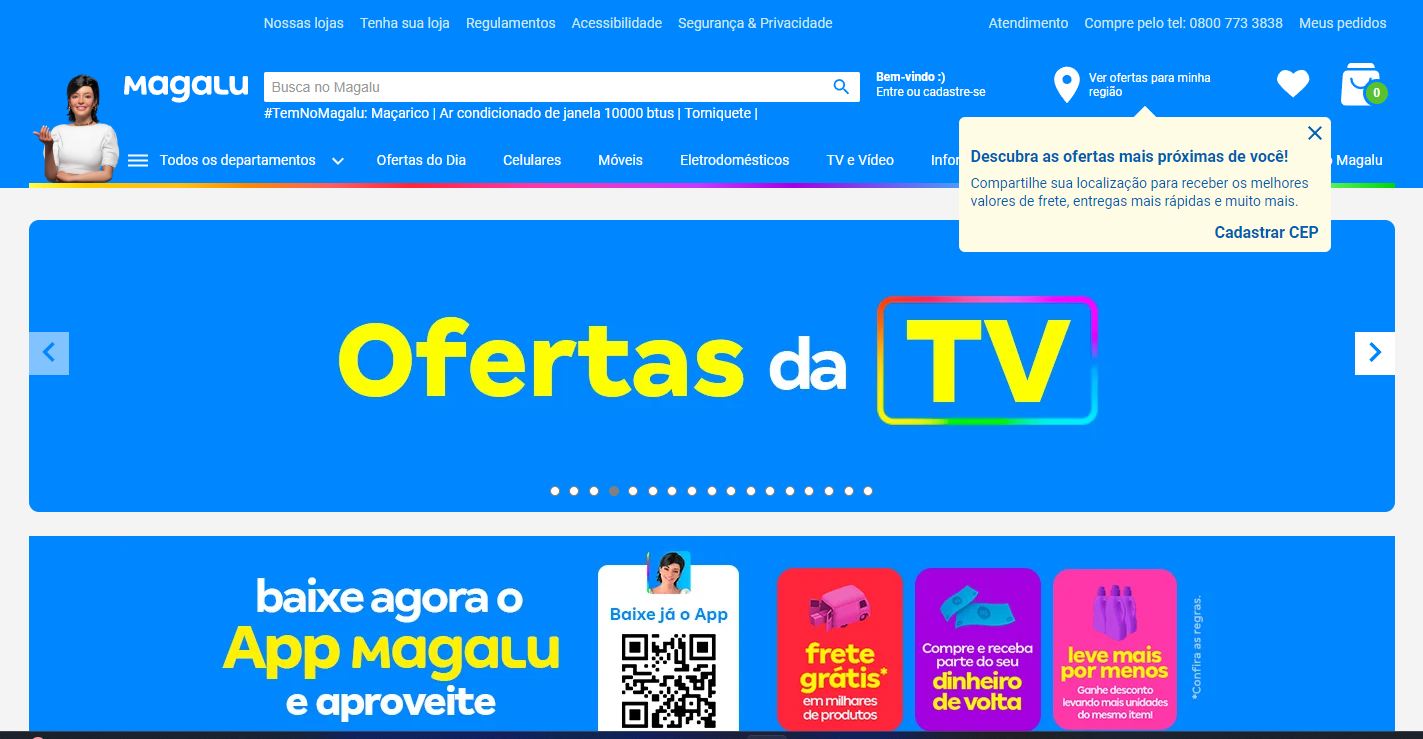 Nossas lojas Tenha sua loja Regulamentos Acessibilidade Segurança & Privacidade Atendimento Compre pelo tel: 0800 773 3838 Meus pedidos
Magalu
Busca no Magalu
#TemNoMagalu: Maçarico | Ar condicionado de janela 10000 btus | Torniquete |
Bem-vindo :)
Entre ou cadastre-se
Ver ofertas para minha
região
0
Todos os departamentos Ofertas do Dia Celulares Móveis Eletrodomésticos TV e Vídeo Magalu
Descubra as ofertas mais próximas de você!
Compartilhe sua localização para receber os melhores
valores de frete, entregas mais rápidas e muito mais.
Cadastrar CEP
Ofertas da TV
baixe agora o
App Magalu
e aproveite
Baixe já o App
frete
grátis*
em milhares
de produtos
Compre e receba
parte do seu
dinheiro
de volta
leve mais
por menos
Ganhe desconto
levando mais unidades
do mesmo item!
*Confira as regras.